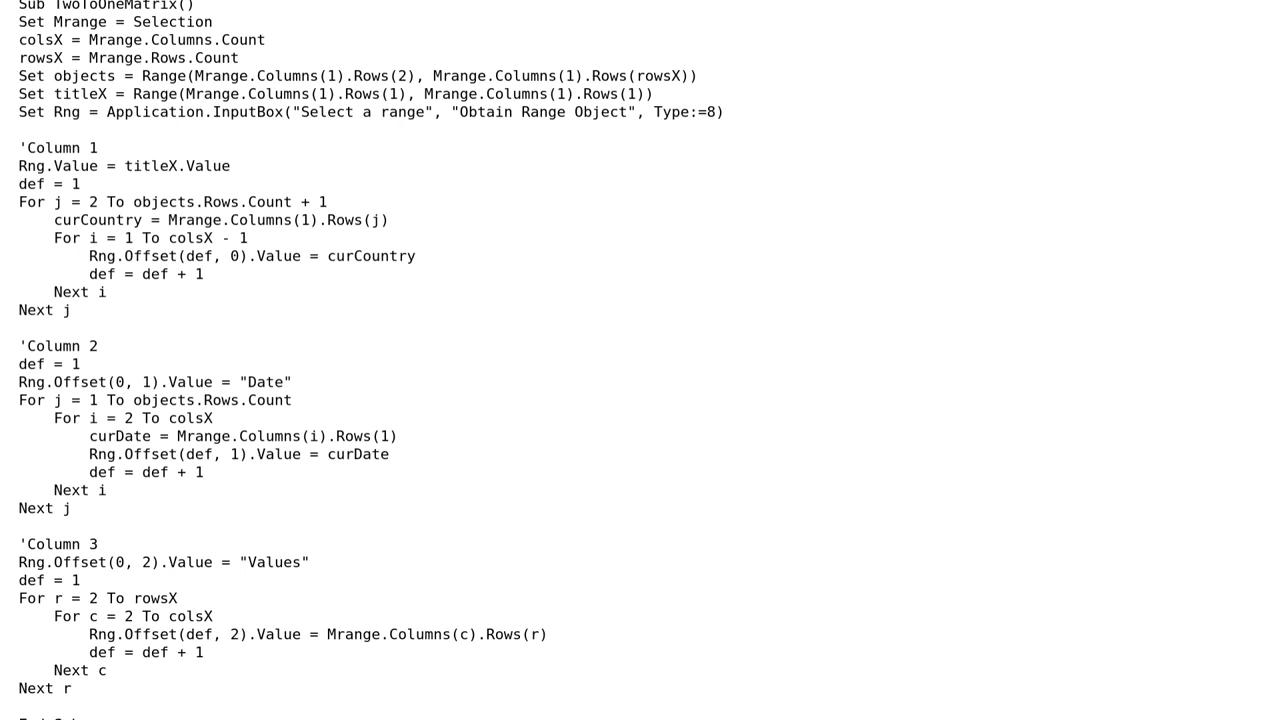 Sub TwoToOneMatrix()
Set Mrange = Selection
colsX = Mrange.Columns.Count
rowsX = Mrange.Rows.Count
Set objects = Range(Mrange.Columns(1).Rows(2), Mrange.Columns(1).Rows(rowsX))
Set titleX = Range(Mrange.Columns(1).Rows(1), Mrange.Columns(1).Rows(1))
Set Rng = Application.InputBox("Select a range", "Obtain Range Object", Type:=8)

'Column 1
Rng.Value = titleX.Value
def = 1
For j = 2 To objects.Rows.Count + 1
    curCountry = Mrange.Columns(1).Rows(j)
    For i = 1 To colsX - 1
        Rng.Offset(def, 0).Value = curCountry
        def = def + 1
    Next i
Next j

'Column 2
def = 1
Rng.Offset(0, 1).Value = "Date"
For j = 1 To objects.Rows.Count
    For i = 2 To colsX
        curDate = Mrange.Columns(i).Rows(1)
        Rng.Offset(def, 1).Value = curDate
        def = def + 1
    Next i
Next j

'Column 3
Rng.Offset(0, 2).Value = "Values"
def = 1
For r = 2 To rowsX
    For c = 2 To colsX
        Rng.Offset(def, 2).Value = Mrange.Columns(c).Rows(r)
        def = def + 1
    Next c
Next r